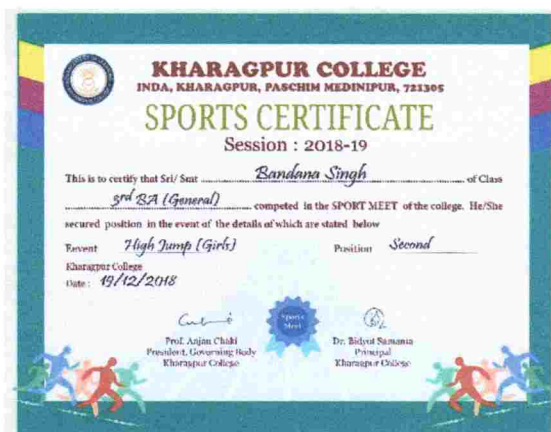 KHARAGPUR COLLEGE
INDA, KHARAGPUR, PASCHIM MEDINIPUR, 721305
SPORTS CERTIFICATE
Session : 2018-19
This is to certify that Sri/ Smt Bandana Singh of Class
3rd BA (General) competed in the SPORT MEET of the college. He/She
secured position in the event of the details of which are stated below
Eevent High Jump (Girls) Position Second
Kharagpur College
Date : 19/12/2018
Sports
Meet
Prof. Anjan Chaki
President, Governing Body
Kharagpur College
Dr. Bidyut Samanta
Principal
Kharagpur College